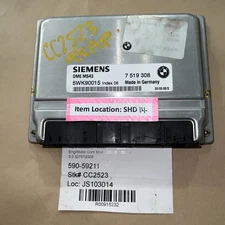 CC2523
SIEMENS
DME MS43
7 519 308
5WK90015 Index 08
Made in Germany
Item Location: SHD
590-59211
Stk# CC2523
Loc: JS103014
R00915232